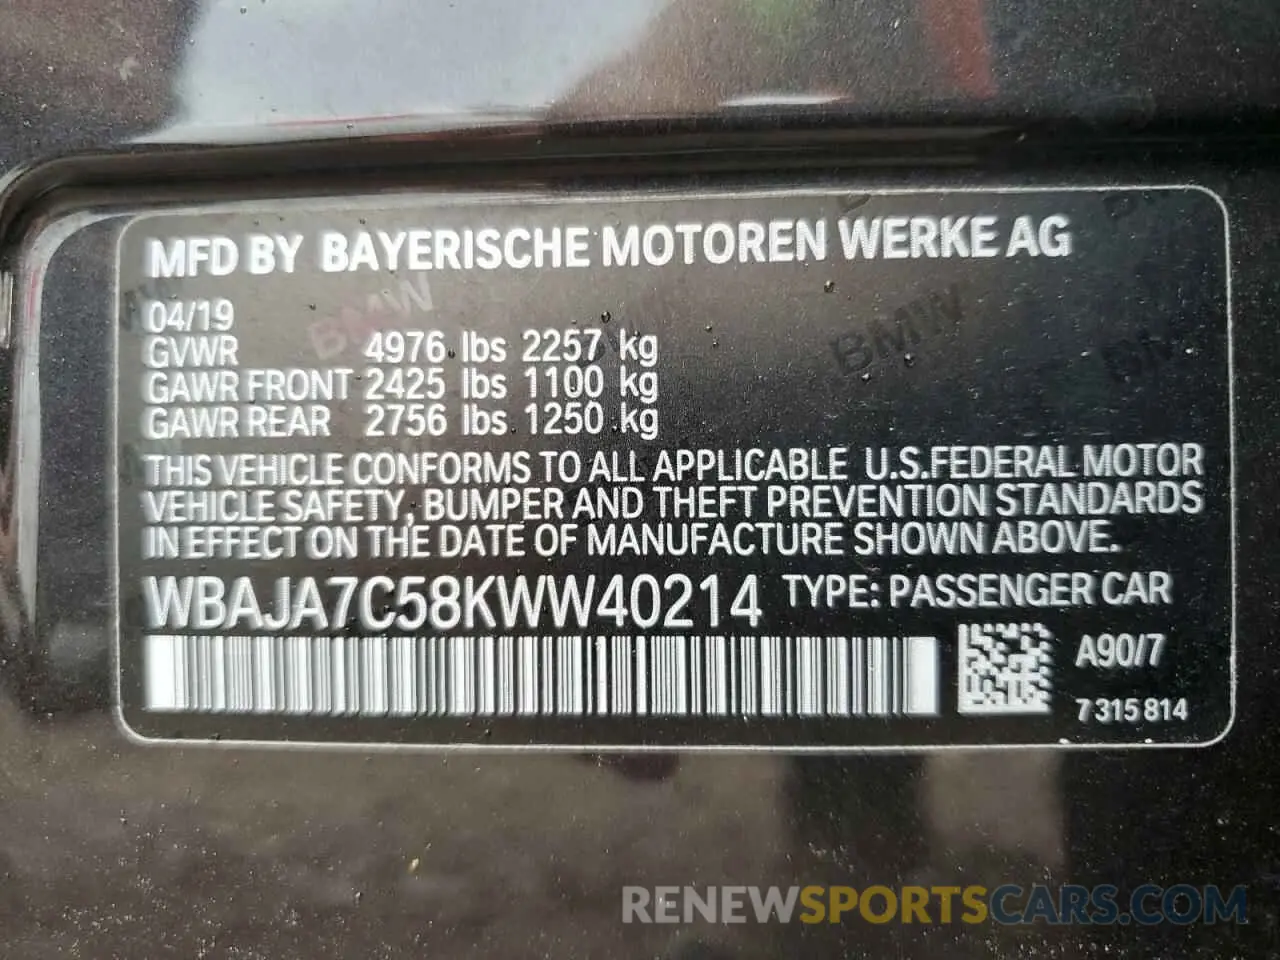 MFD BY BAYERISCHE MOTOREN WERKE AG
04/19
GVWR 4976 lbs 2257 kg
GAWR FRONT 2425 lbs 1100 kg
GAWR REAR 2756 lbs 1250 kg
THIS VEHICLE CONFORMS TO ALL APPLICABLE U.S.FEDERAL MOTOR
VEHICLE SAFETY, BUMPER AND THEFT PREVENTION STANDARDS
IN EFFECT ON THE DATE OF MANUFACTURE SHOWN ABOVE.
WBAJA7C58KWW40214 TYPE: PASSENGER CAR
A90/7
7 315 814
BMW
BMW
RENEWSPORTSCARS.COM